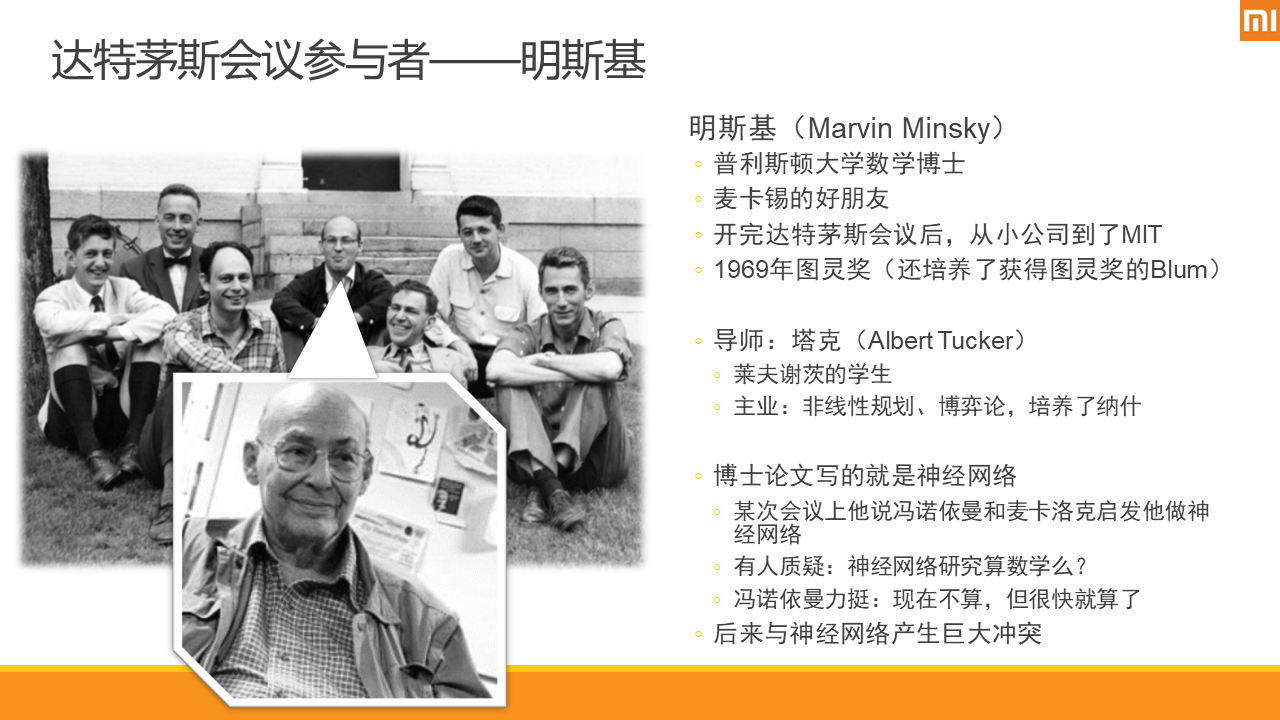 达特茅斯会议参与者——明斯基
mi
明斯基（Marvin Minsky）
普利斯顿大学数学博士
麦卡锡的好朋友
开完达特茅斯会议后，从小公司到了MIT
1969年图灵奖（还培养了获得图灵奖的Blum）
导师：塔克（Albert Tucker）
莱夫谢茨的学生
主业：非线性规划、博弈论，培养了纳什
博士论文写的就是神经网络
某次会议上他说冯诺依曼和麦卡洛克启发他做神
经网络
有人质疑：神经网络研究算数学么？
冯诺依曼力挺：现在不算，但很快就算了
后来与神经网络产生巨大冲突